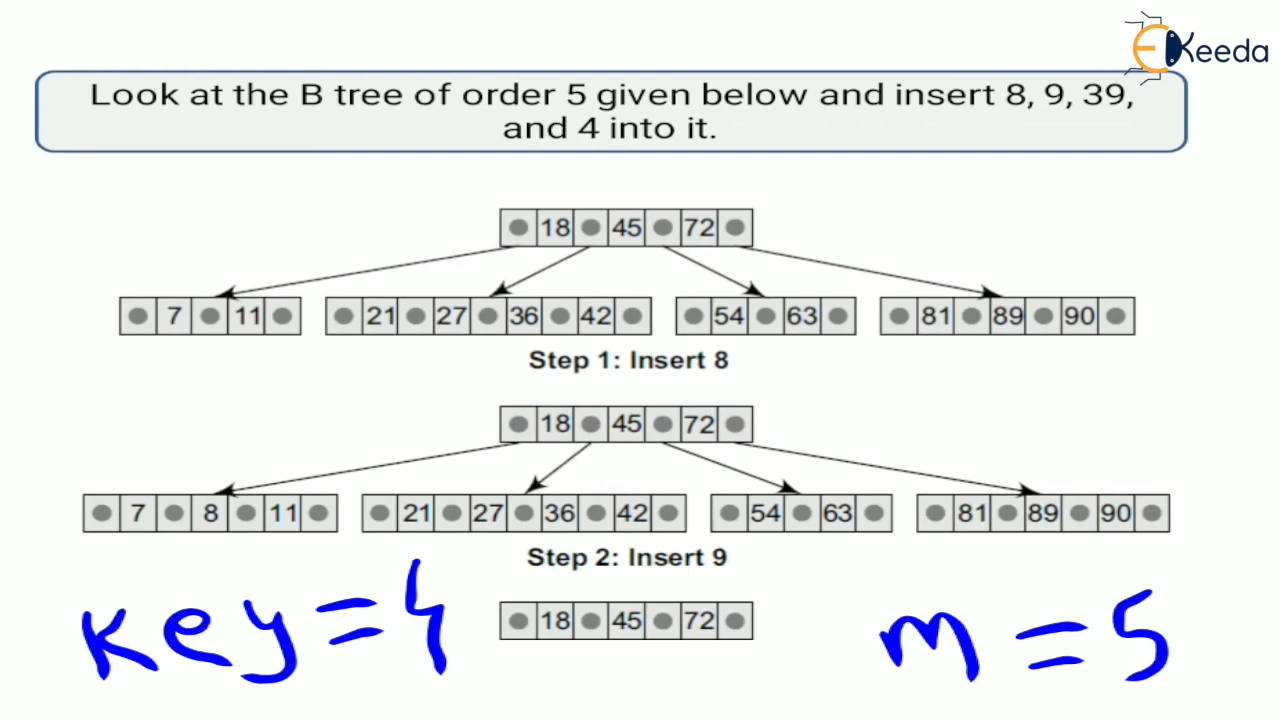 EKeeda
Look at the B tree of order 5 given below and insert 8, 9, 39,
and 4 into it.
18 45 72
7 11 21 27 36 42 54 63 81 89 90
Step 1: Insert 8
18 45 72
7 8 11 21 27 36 42 54 63 81 89 90
Step 2: Insert 9
key=4 18 45 72 m=5